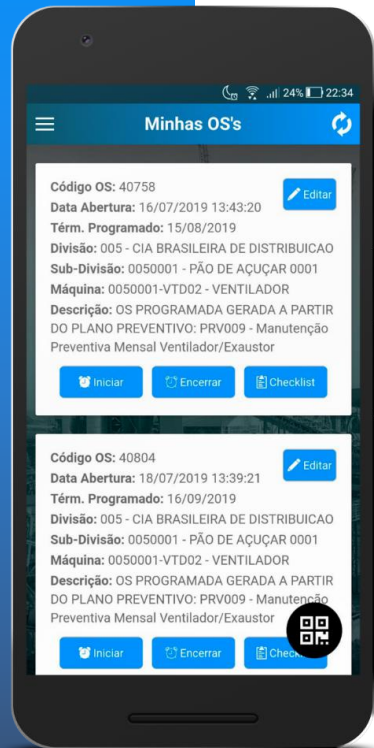 24% 22:34
Minhas OS's
Código OS: 40758
Editar
Data Abertura: 16/07/2019 13:43:20
Térm. Programado: 15/08/2019
Divisão: 005 - CIA BRASILEIRA DE DISTRIBUICAO
Sub-Divisão: 0050001 - PÃO DE AÇUÇAR 0001
Máquina: 0050001-VTD02 - VENTILADOR
Descrição: OS PROGRAMADA GERADA A PARTIR
DO PLANO PREVENTIVO: PRV009 - Manutenção
Preventiva Mensal Ventilador/Exaustor
Iniciar Encerrar Checklist
Código OS: 40804
Editar
Data Abertura: 18/07/2019 13:39:21
Térm. Programado: 16/09/2019
Divisão: 005 - CIA BRASILEIRA DE DISTRIBUICAO
Sub-Divisão: 0050001 - PÃO DE AÇUÇAR 0001
Máquina: 0050001-VTD02 - VENTILADOR
Descrição: OS PROGRAMADA GERADA A PARTIR
DO PLANO PREVENTIVO: PRV009 - Manutenção
Preventiva Mensal Ventilador/Exaustor
Iniciar Encerrar